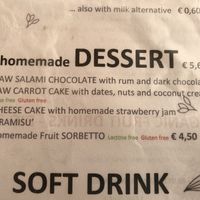 ... also with milk alternative € 0,60
homemade DESSERT € 5,
AW SALAMI CHOCOLATE with rum and dark chocola
AW CARROT CAKE with dates, nuts and coconut crea
se free Gluten free
HEESE CAKE with homemade strawberry jam
RAMISU'
omemade Fruit SORBETTO Lactose free Gluten free € 4,50
SOFT DRINK